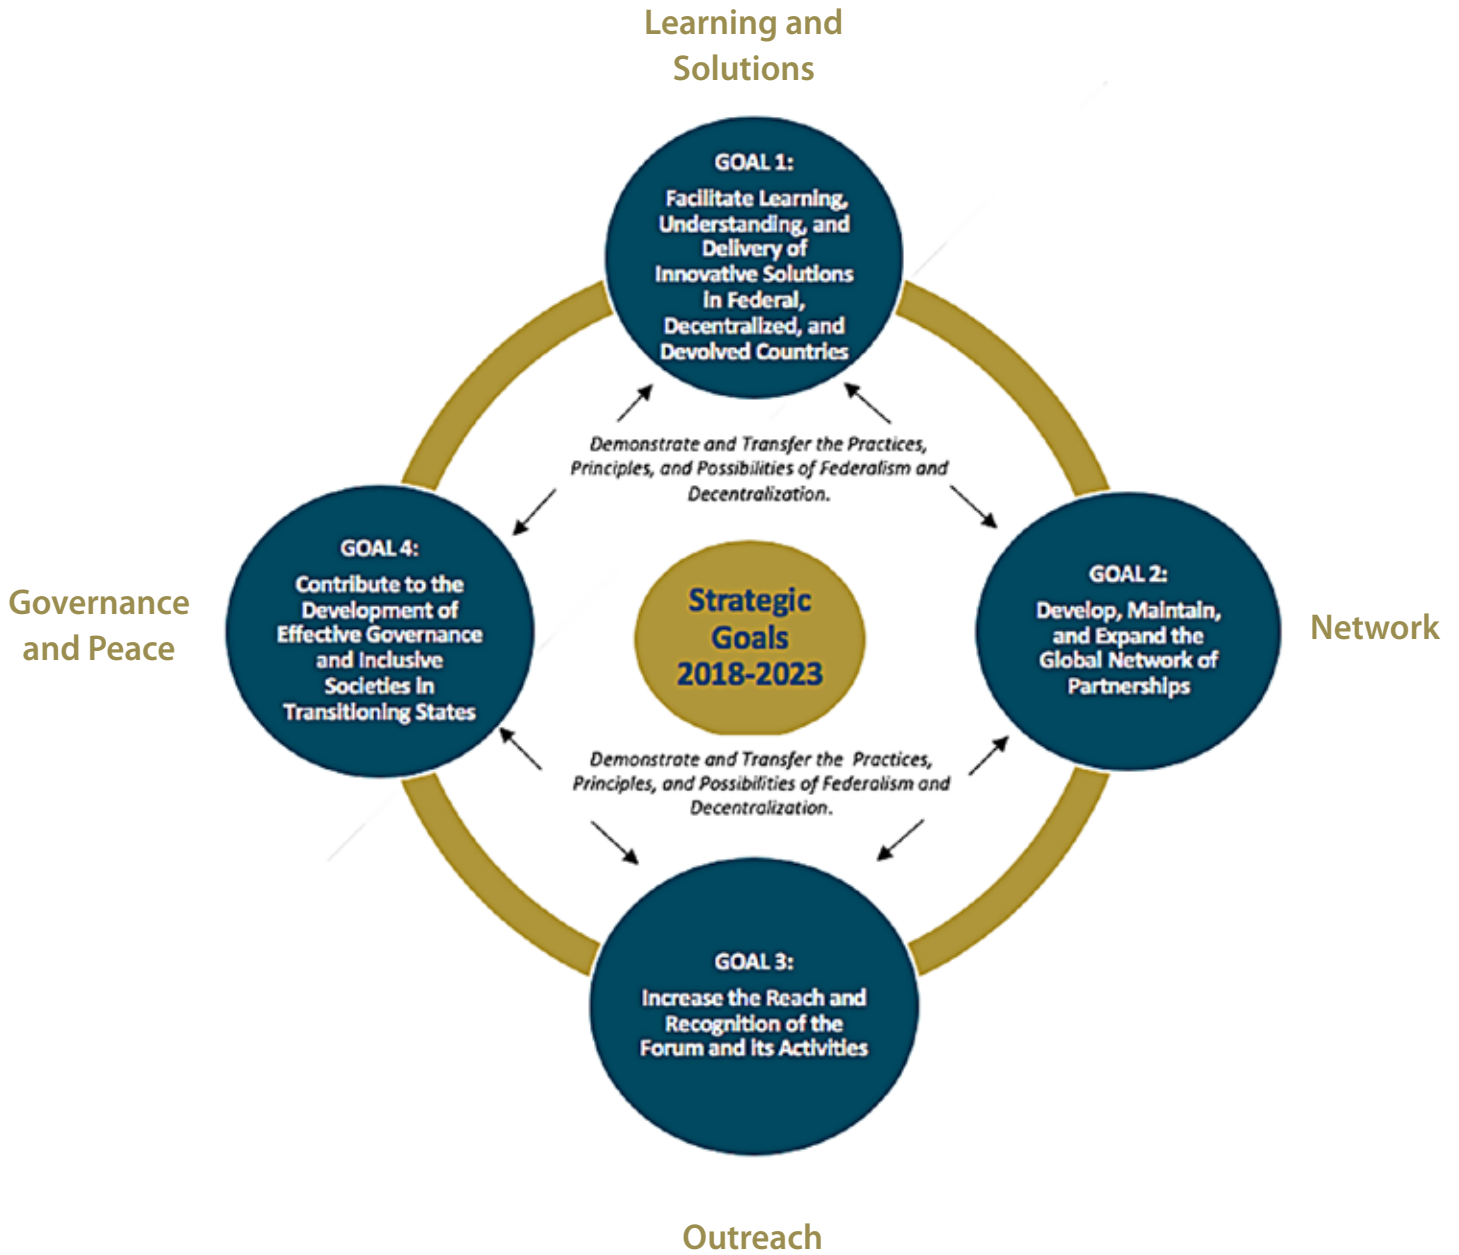 Learning and
Solutions
GOAL 1:
Facilitate Learning,
Understanding, and
Delivery of
Innovative Solutions
in Federal,
Decentralized, and
Devolved Countries
Demonstrate and Transfer the Practices,
Principles, and Possibilities of Federalism and
Decentralization.
GOAL 4:
Contribute to the
Development of
Effective Governance
and Inclusive
Societies in
Transitioning States
Governance
and Peace
Strategic
Goals
2018-2023
GOAL 2:
Develop, Maintain,
and Expand the
Global Network of
Partnerships
Network
Demonstrate and Transfer the Practices,
Principles, and Possibilities of Federalism and
Decentralization.
GOAL 3:
Increase the Reach and
Recognition of the
Forum and its Activities
Outreach